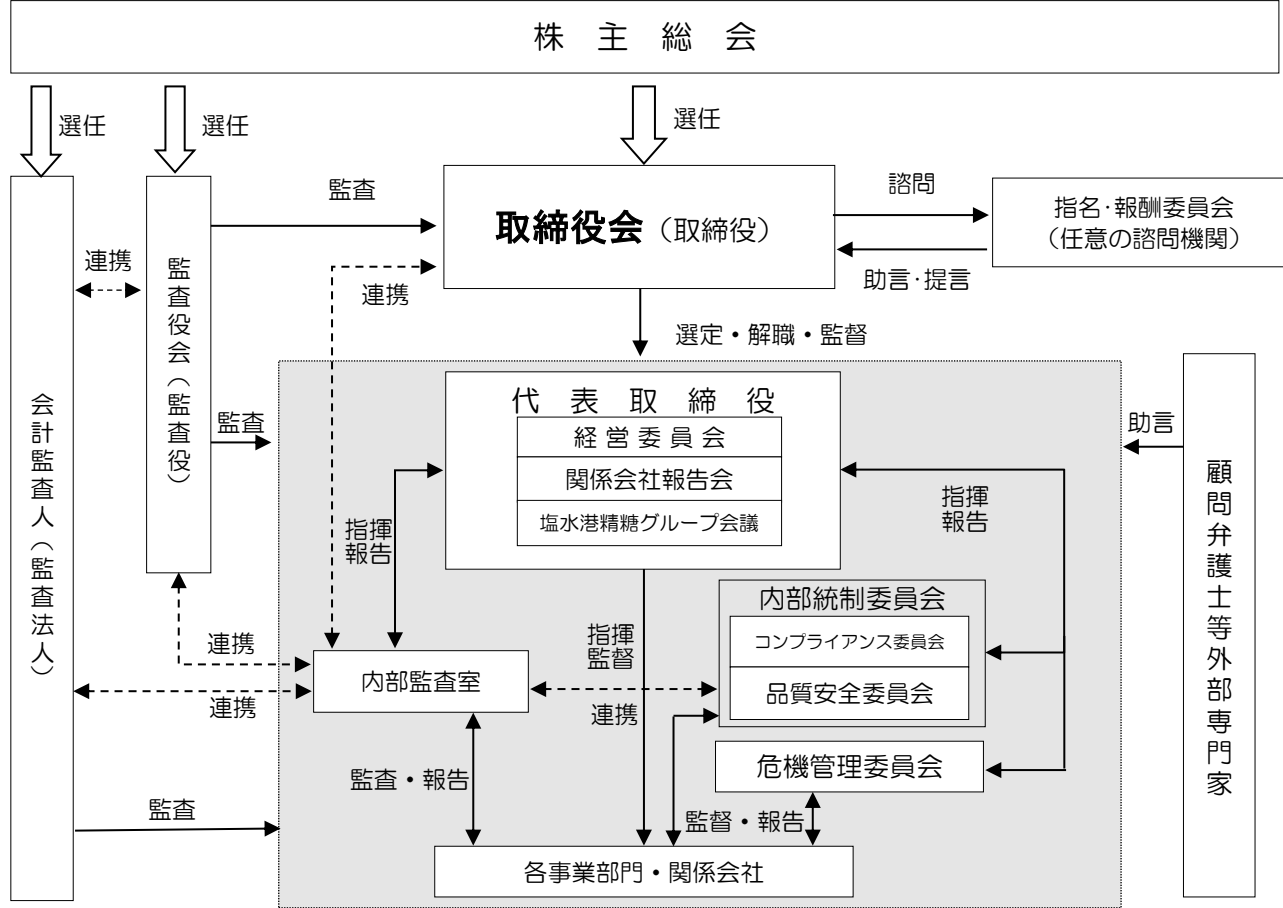 株主総会
選任
選任
選任
監査
取締役会（取締役）
諮問
指名・報酬委員会
（任意の諮問機関）
助言・提言
連携
連携
選定・解職・監督
監査役会（監査役）
会計監査人（監査法人）
監査
代表取締役
経営委員会
関係会社報告会
塩水港精糖グループ会議
助言
顧問弁護士等外部専門家
指揮
報告
指揮
報告
内部統制委員会
コンプライアンス委員会
品質安全委員会
指揮
監督
連携
内部監査室
連携
連携
危機管理委員会
監査・報告
監査
監督・報告
各事業部門・関係会社